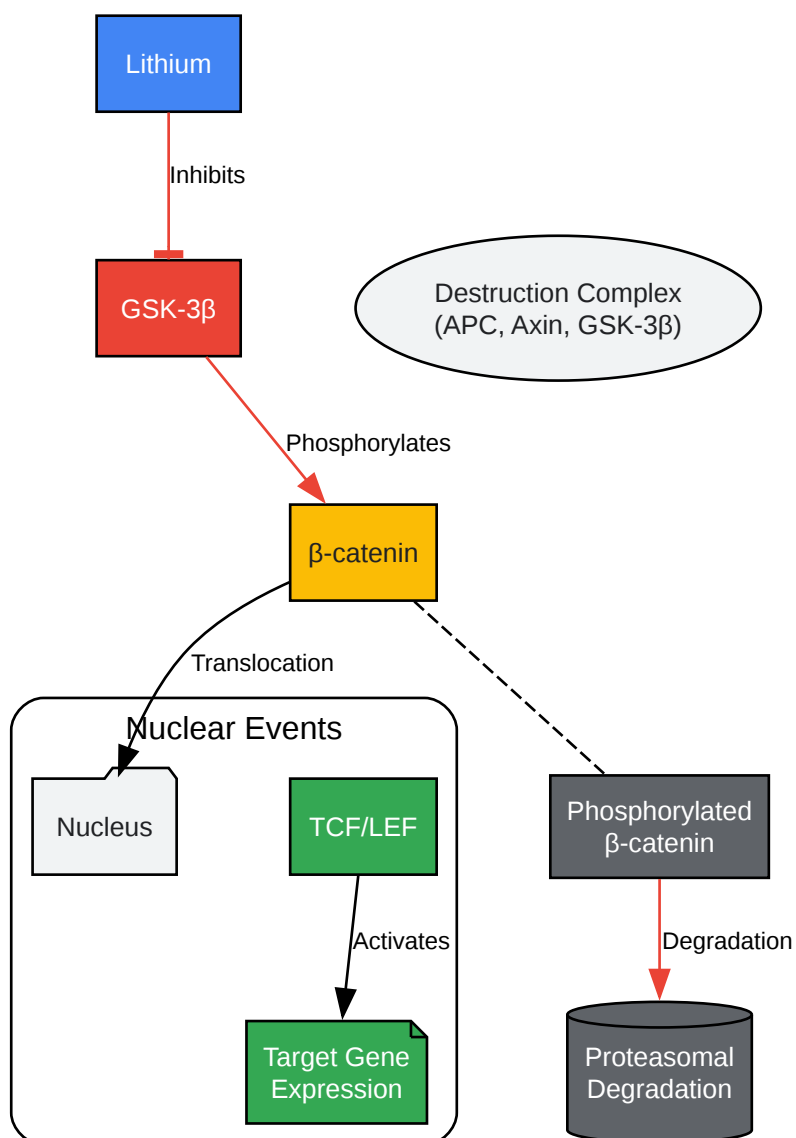 Lithium
Inhibits
GSK-3β
Destruction Complex
(APC, Axin, GSK-3β)
Phosphorylates
β-catenin
Translocation
Nuclear Events
Nucleus
TCF/LEF
Phosphorylated
β-catenin
Activates
Degradation
Target Gene
Expression
Proteasomal
Degradation